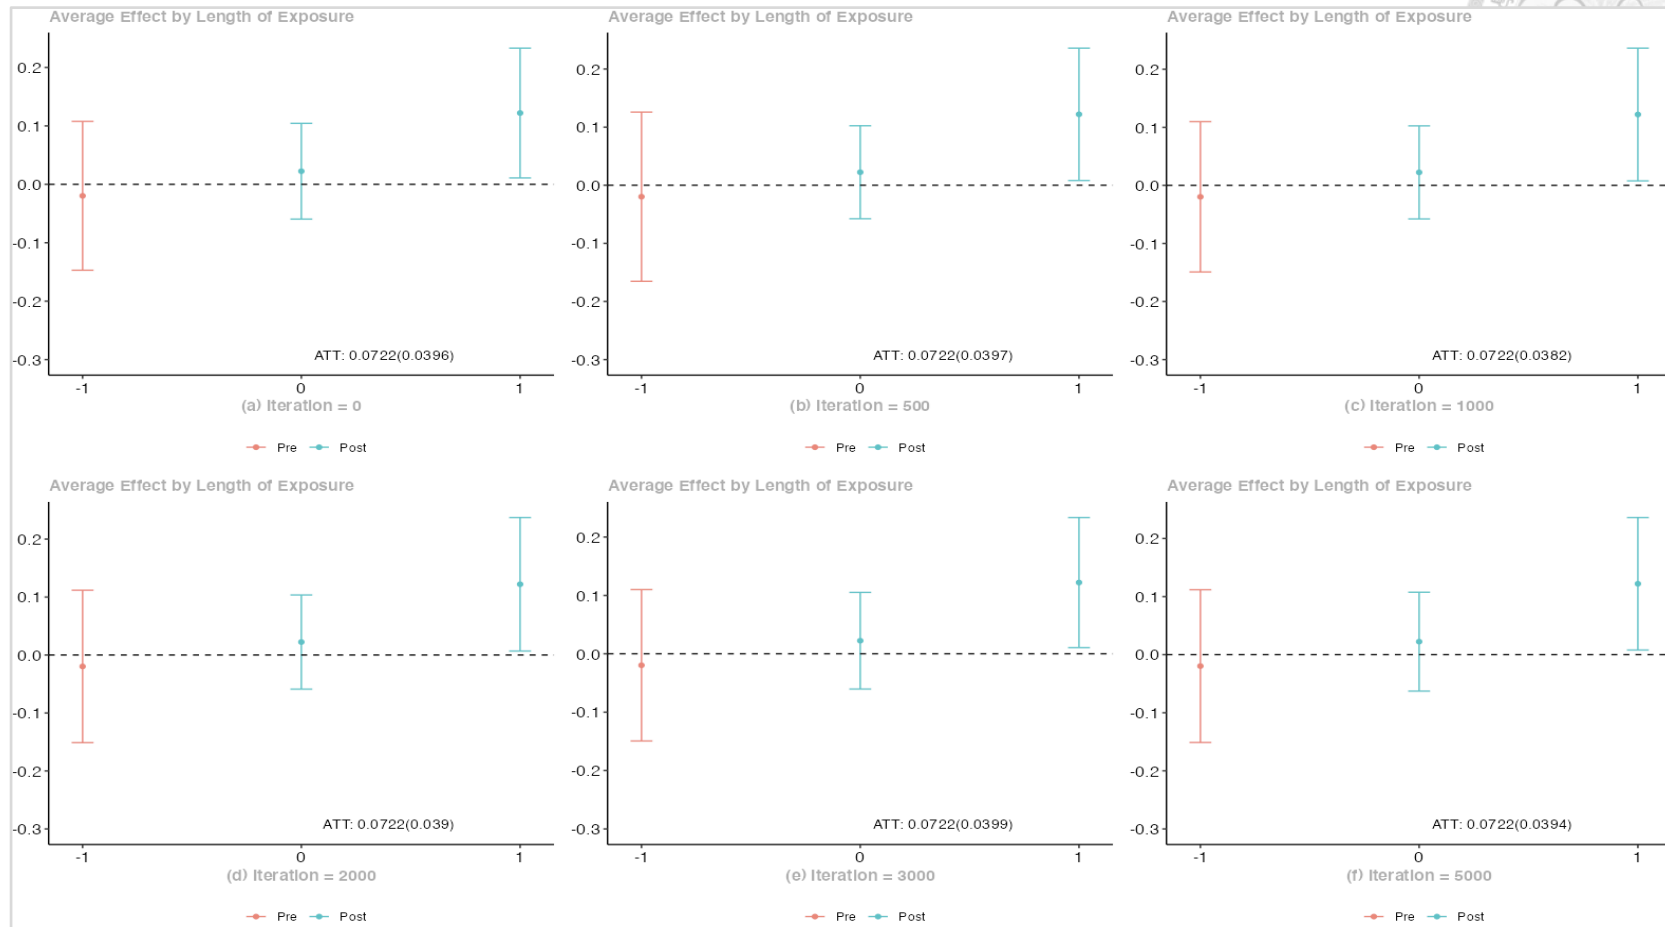 Average Effect by Length of Exposure
0.2
0.1
0.0
-0.1
-0.2
-0.3
ATT: 0.0722(0.0396)
-1 0 1
(a) Iteration = 0
Pre Post
Average Effect by Length of Exposure
0.2
0.1
0.0
-0.1
-0.2
-0.3
ATT: 0.0722(0.0397)
-1 0 1
(b) Iteration = 500
Pre Post
Average Effect by Length of Exposure
0.2
0.1
0.0
-0.1
-0.2
-0.3
ATT: 0.0722(0.0382)
-1 0 1
(c) Iteration = 1000
Pre Post
Average Effect by Length of Exposure
0.2
0.1
0.0
-0.1
-0.2
-0.3
ATT: 0.0722(0.039)
-1 0 1
(d) Iteration = 2000
Pre Post
Average Effect by Length of Exposure
0.2
0.1
0.0
-0.1
-0.2
-0.3
ATT: 0.0722(0.0399)
-1 0 1
(e) Iteration = 3000
Pre Post
Average Effect by Length of Exposure
0.2
0.1
0.0
-0.1
-0.2
-0.3
ATT: 0.0722(0.0394)
-1 0 1
(f) Iteration = 5000
Pre Post